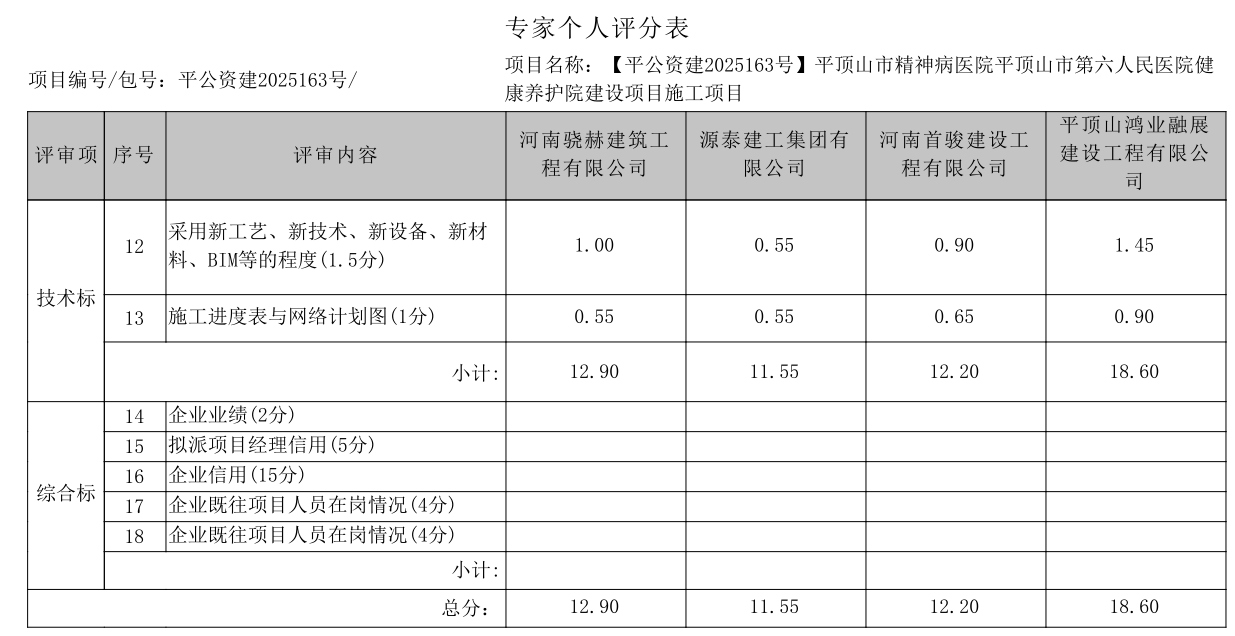 专家个人评分表
项目编号/包号：平公资建2025163号/
项目名称：【平公资建2025163号】平顶山市精神病医院平顶山市第六人民医院健
康养护院建设项目施工项目
评审项 序号 评审内容 河南骁赫建筑工程有限公司 源泰建工集团有限公司 河南首骏建设工程有限公司 平顶山鸿业融展建设工程有限公司
技术标
12 采用新工艺、新技术、新设备、新材
料、BIM等的程度(1.5分) 1.00 0.55 0.90 1.45
13 施工进度表与网络计划图(1分) 0.55 0.55 0.65 0.90
小计: 12.90 11.55 12.20 18.60
综合标
14 企业业绩(2分)
15 拟派项目经理信用(5分)
16 企业信用(15分)
17 企业既往项目人员在岗情况(4分)
18 企业既往项目人员在岗情况(4分)
小计:
总分： 12.90 11.55 12.20 18.60